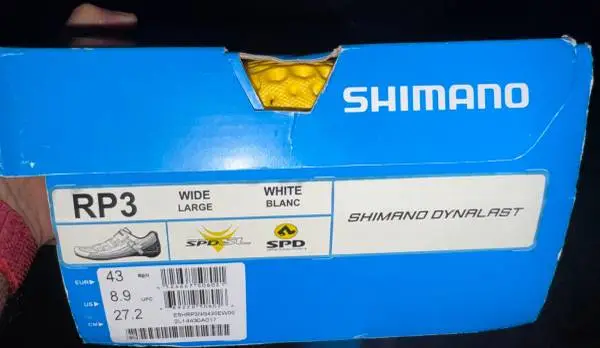 SHIMANO
RP3
WIDE
LARGE
WHITE
BLANC
SHIMANO DYNALAST
SPD-SL
SPD
EUR 43
US 8.9
CM 27.2
UPC